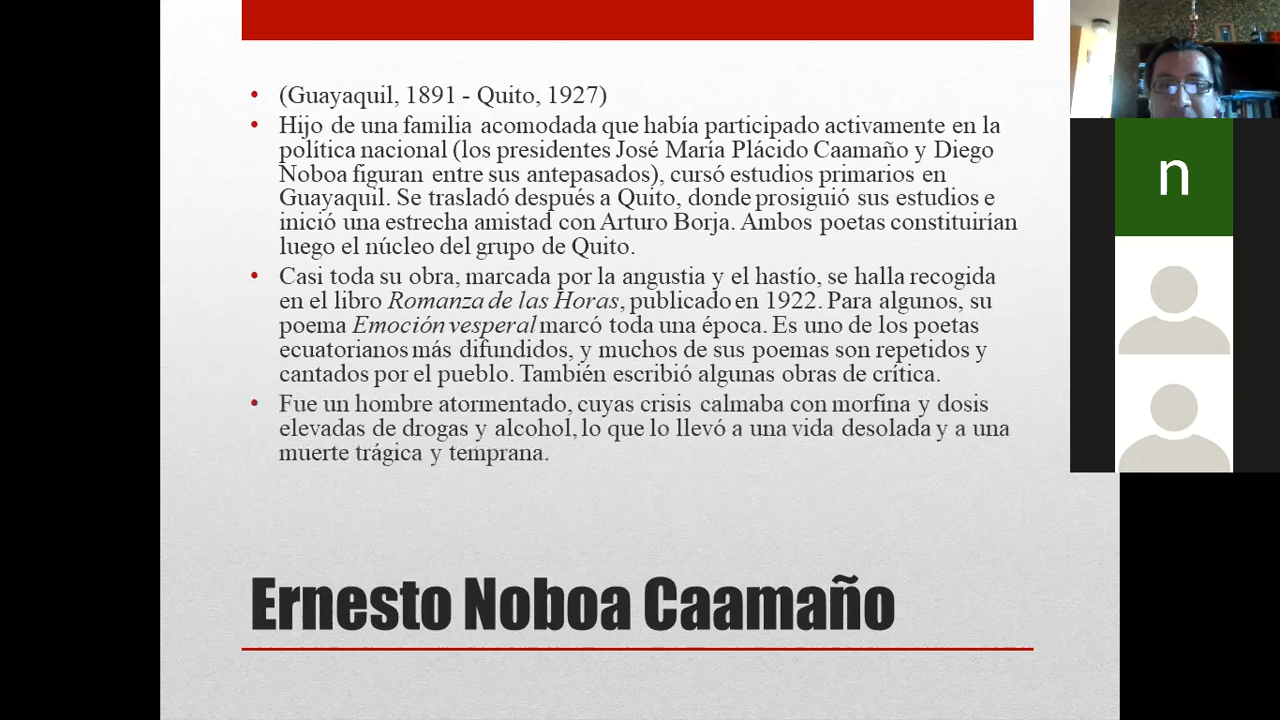 • (Guayaquil, 1891 - Quito, 1927)
• Hijo de una familia acomodada que había participado activamente en la
política nacional (los presidentes José María Plácido Caamaño y Diego
Noboa figuran entre sus antepasados), cursó estudios primarios en
Guayaquil. Se trasladó después a Quito, donde prosiguió sus estudios e
inició una estrecha amistad con Arturo Borja. Ambos poetas constituirían
luego el núcleo del grupo de Quito.
• Casi toda su obra, marcada por la angustia y el hastío, se halla recogida
en el libro Romanza de las Horas, publicado en 1922. Para algunos, su
poema Emoción vesperal marcó toda una época. Es uno de los poetas
ecuatorianos más difundidos, y muchos de sus poemas son repetidos y
cantados por el pueblo. También escribió algunas obras de crítica.
• Fue un hombre atormentado, cuyas crisis calmaba con morfina y dosis
elevadas de drogas y alcohol, lo que lo llevó a una vida desolada y a una
muerte trágica y temprana.
Ernesto Noboa Caamaño
n